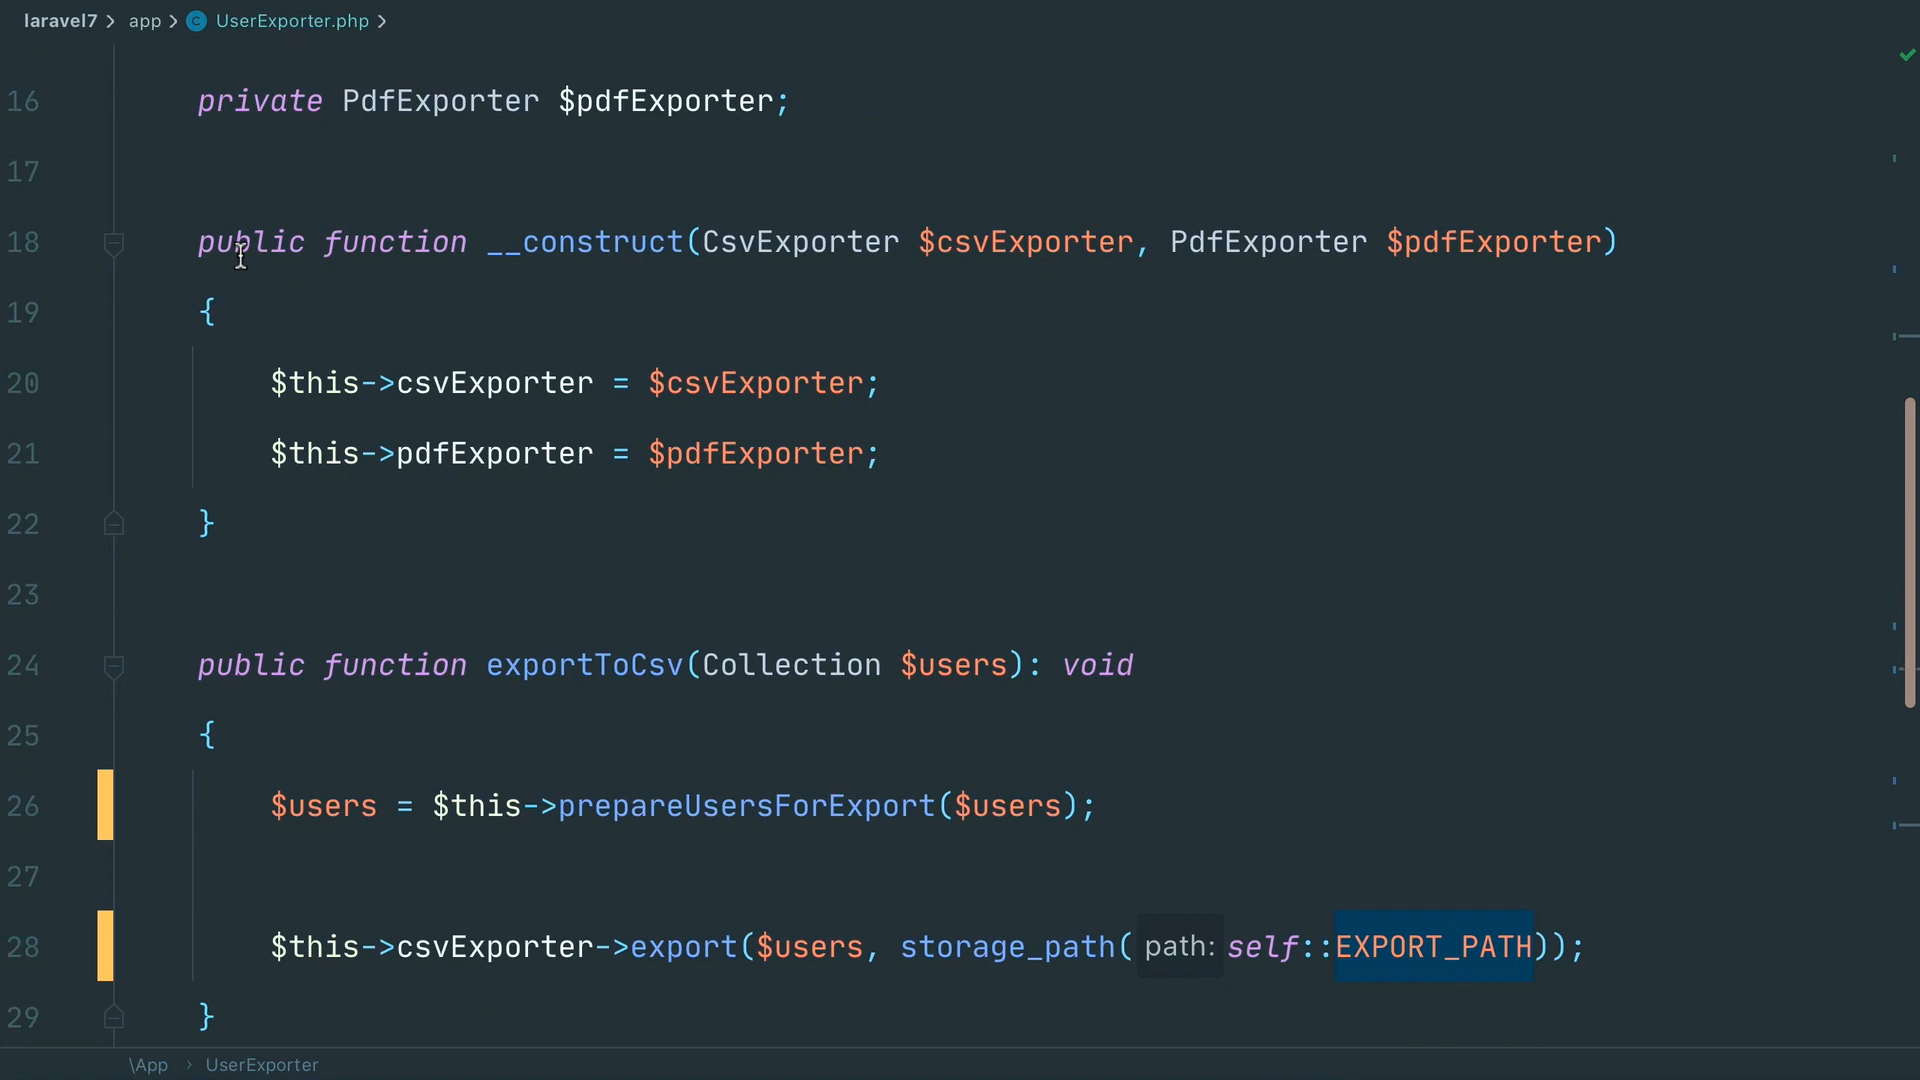 laravel7 > app > C UserExporter.php >
16 private PdfExporter $pdfExporter;
17
18 public function __construct(CsvExporter $csvExporter, PdfExporter $pdfExporter)
19 {
20 $this->csvExporter = $csvExporter;
21 $this->pdfExporter = $pdfExporter;
22 }
23
24 public function exportToCsv(Collection $users): void
25 {
26 $users = $this->prepareUsersForExport($users);
27
28 $this->csvExporter->export($users, storage_path( path: self::EXPORT_PATH));
29 }
\App > UserExporter